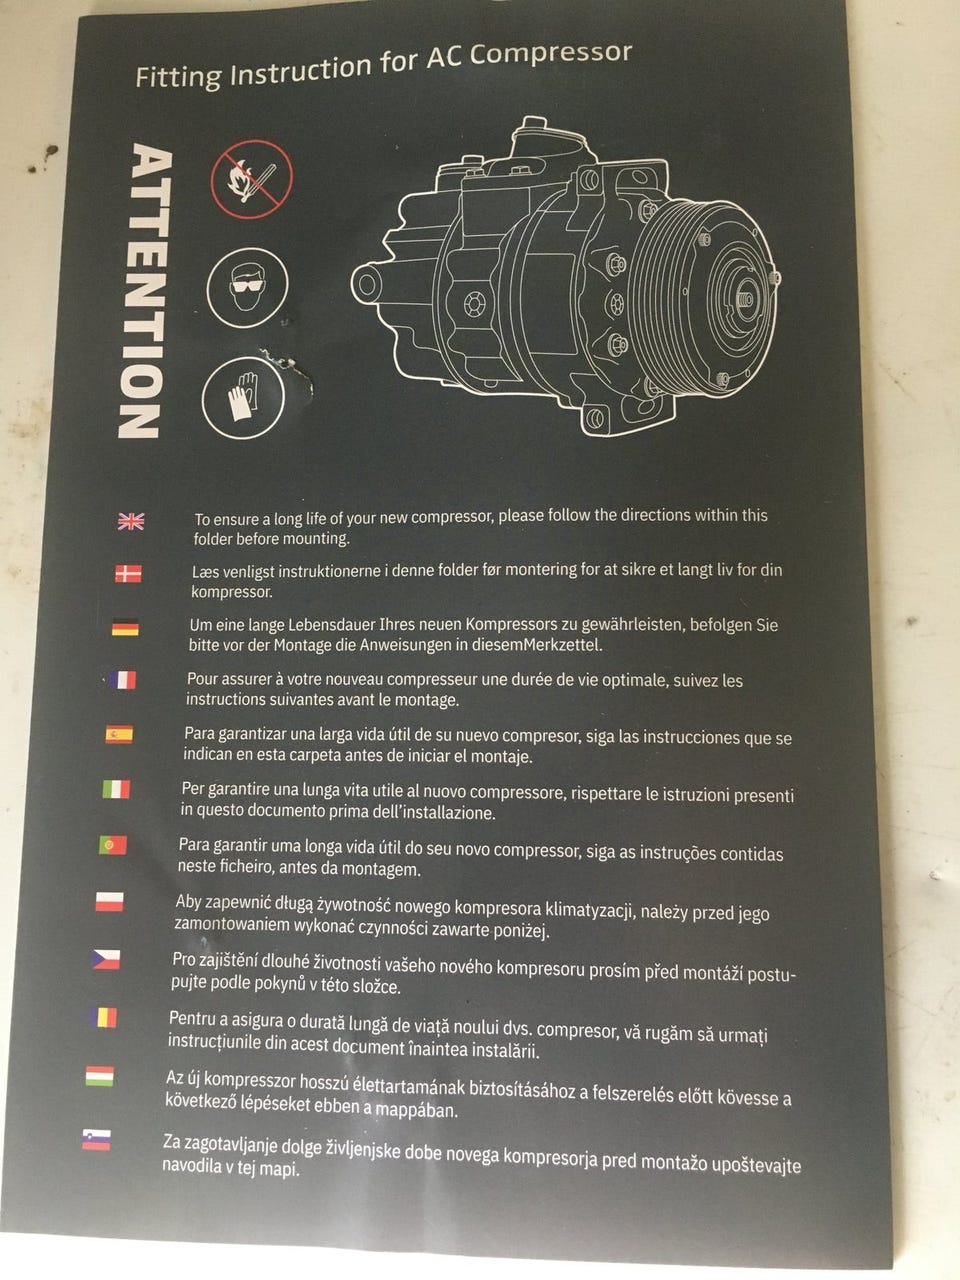 Fitting Instruction for AC Compressor
ATTENTION
To ensure a long life of your new compressor, please follow the directions within this
folder before mounting.
Læs venligst instruktionerne i denne folder før montering for at sikre et langt liv for din
kompressor.
Um eine lange Lebensdauer Ihres neuen Kompressors zu gewährleisten, befolgen Sie
bitte vor der Montage die Anweisungen in diesemMerkzettel.
Pour assurer à votre nouveau compresseur une durée de vie optimale, suivez les
instructions suivantes avant le montage.
Para garantizar una larga vida útil de su nuevo compresor, siga las instrucciones que se
indican en esta carpeta antes de iniciar el montaje.
Per garantire una lunga vita utile al nuovo compressore, rispettare le istruzioni presenti
in questo documento prima dell'installazione.
Para garantir uma longa vida útil do seu novo compressor, siga as instruções contidas
neste ficheiro, antes da montagem.
Aby zapewnić długą żywotność nowego kompresora klimatyzacji, należy przed jego
zamontowaniem wykonać czynności zawarte poniżej.
Pro zajištění dlouhé životnosti vašeho nového kompresoru prosím před montáží postu-
pujte podle pokynů v této složce.
Pentru a asigura o durată lungă de viață noului dvs. compresor, vă rugăm să urmați
instrucțiunile din acest document înaintea instalării.
Az új kompresszor hosszú élettartamának biztosításához a felszerelés előtt kövesse a
következő lépéseket ebben a mappában.
Za zagotavljanje dolge življenjske dobe novega kompresorja pred montažo upoštevajte
navodila v tej mapi.